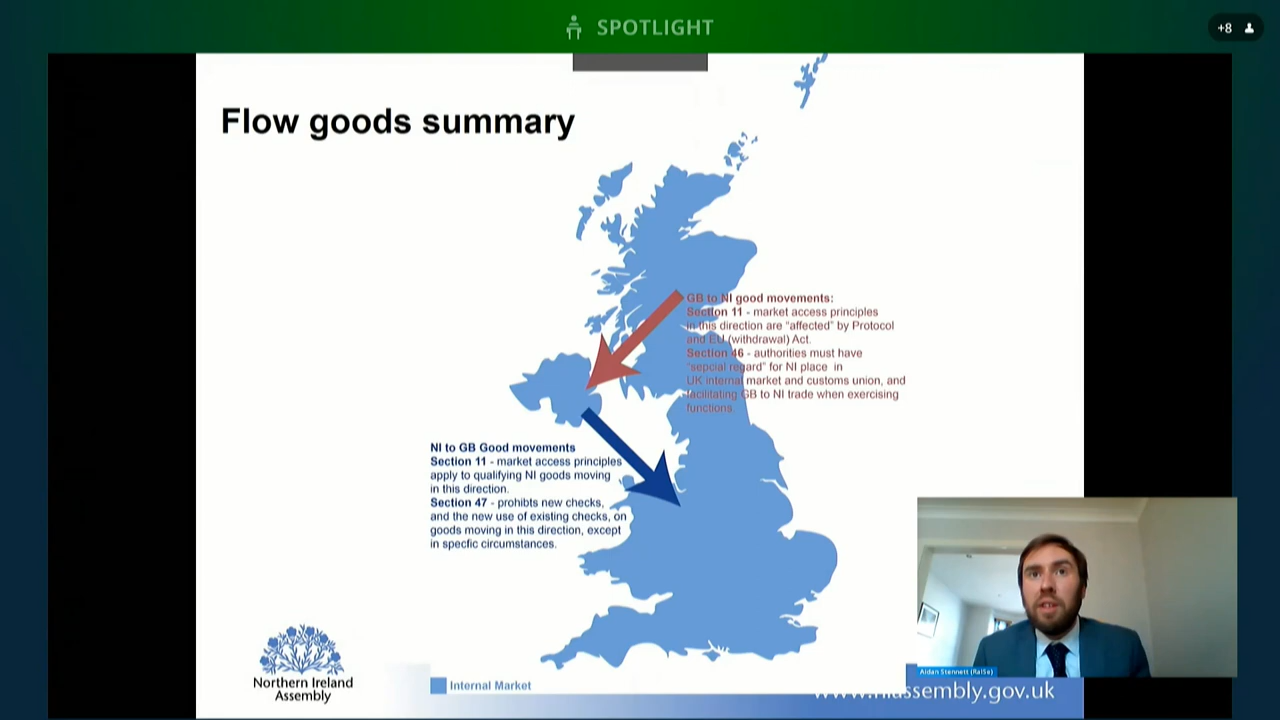 SPOTLIGHT
+8
Flow goods summary
GB to NI good movements:
Section 11 - market access principles
in this direction are “affected” by Protocol
and EU (withdrawal) Act.
Section 46 - authorities must have
“sepcial regard” for NI place in
UK internal market and customs union, and
facilitating GB to NI trade when exercising
functions
NI to GB Good movements
Section 11 - market access principles
apply to qualifying NI goods moving
in this direction.
Section 47 - prohibts new checks,
and the new use of existing checks, on
goods moving in this direction, except
in specfic circumstances.
Aidan Stennett (RaISe)
Northern Ireland
Assembly
Internal Market
www.niassembly.gov.uk